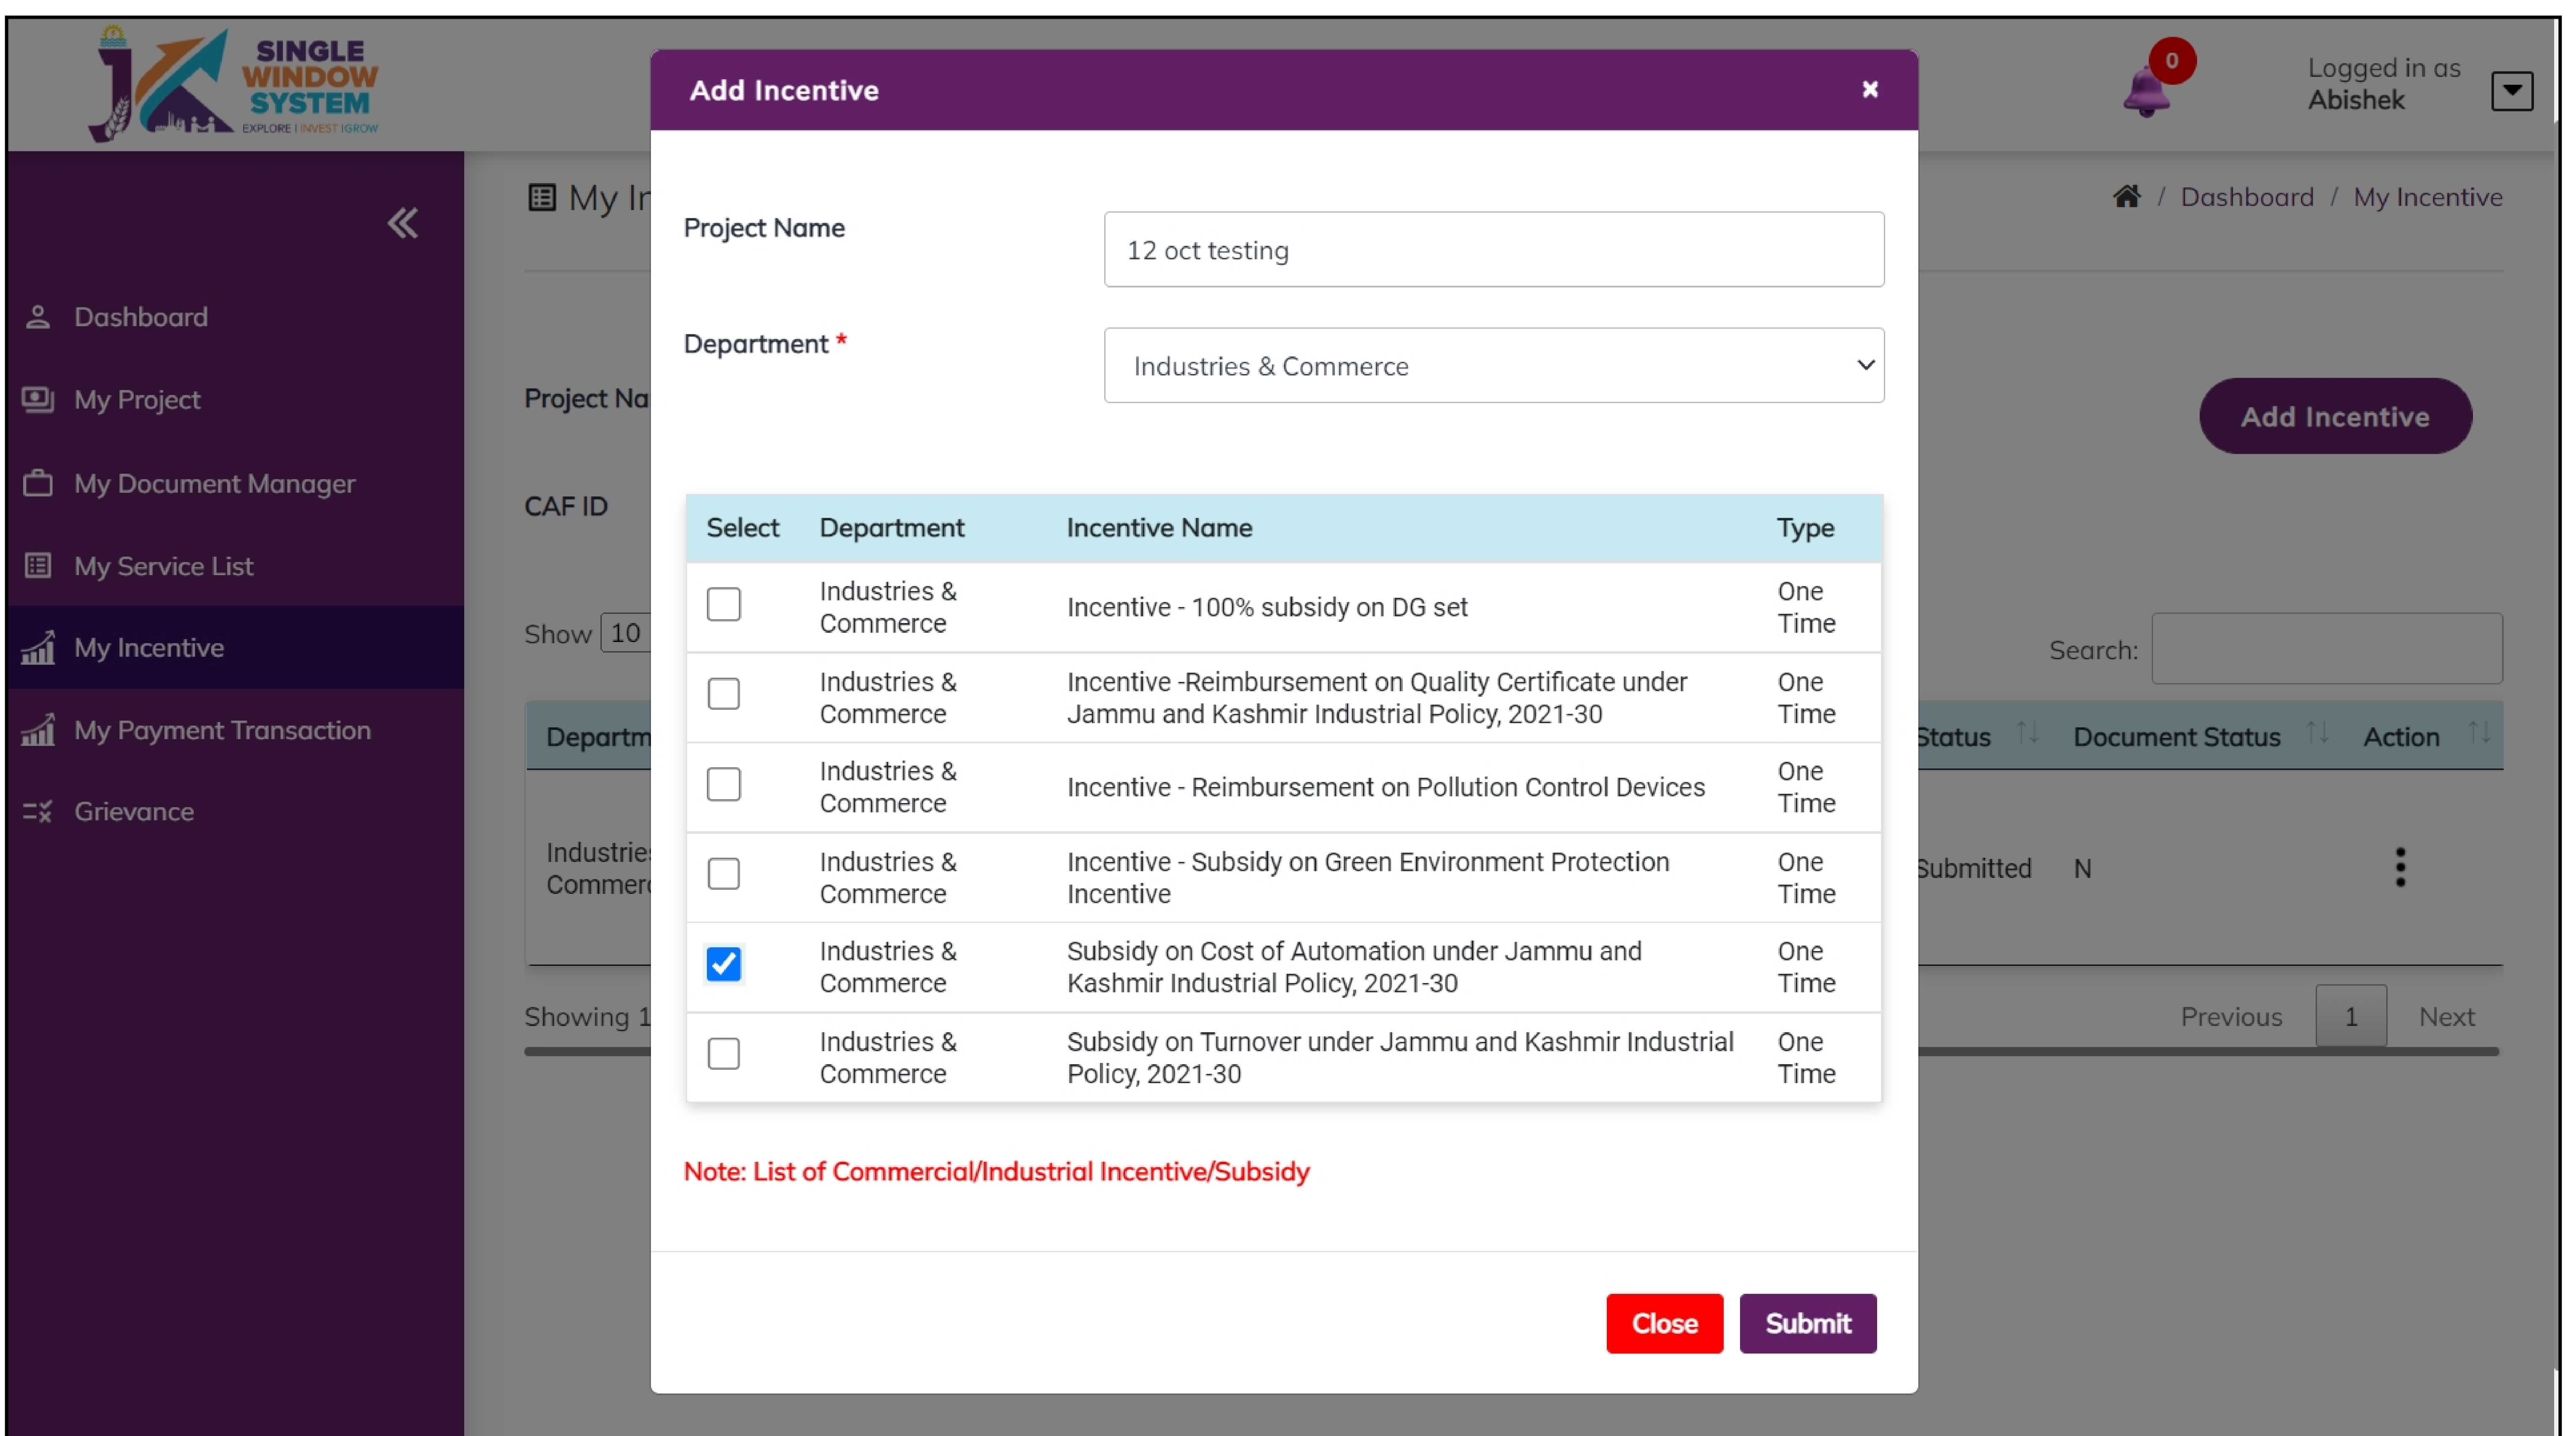 SINGLE
WINDOW
SYSTEM
EXPLORE I INVEST I GROW
Add Incentive
×
0
Logged in as
Abishek
My In
/ Dashboard / My Incentive
Dashboard
My Project
My Document Manager
My Service List
My Incentive
My Payment Transaction
Grievance
Project Na
CAF ID
Show 10
Departm
Industries
Commerc
Showing 1
Project Name
12 oct testing
Department *
Industries & Commerce
Select Department Incentive Name Type
Industries &
Commerce
Incentive - 100% subsidy on DG set
One
Time
Industries &
Commerce
Incentive -Reimbursement on Quality Certificate under
Jammu and Kashmir Industrial Policy, 2021-30
One
Time
Industries &
Commerce
Incentive - Reimbursement on Pollution Control Devices
One
Time
Industries &
Commerce
Incentive - Subsidy on Green Environment Protection
Incentive
One
Time
Industries &
Commerce
Subsidy on Cost of Automation under Jammu and
Kashmir Industrial Policy, 2021-30
One
Time
Industries &
Commerce
Subsidy on Turnover under Jammu and Kashmir Industrial
Policy, 2021-30
One
Time
Note: List of Commercial/Industrial Incentive/Subsidy
Close
Submit
Add Incentive
Search:
Status Document Status Action
Submitted N
Previous 1 Next